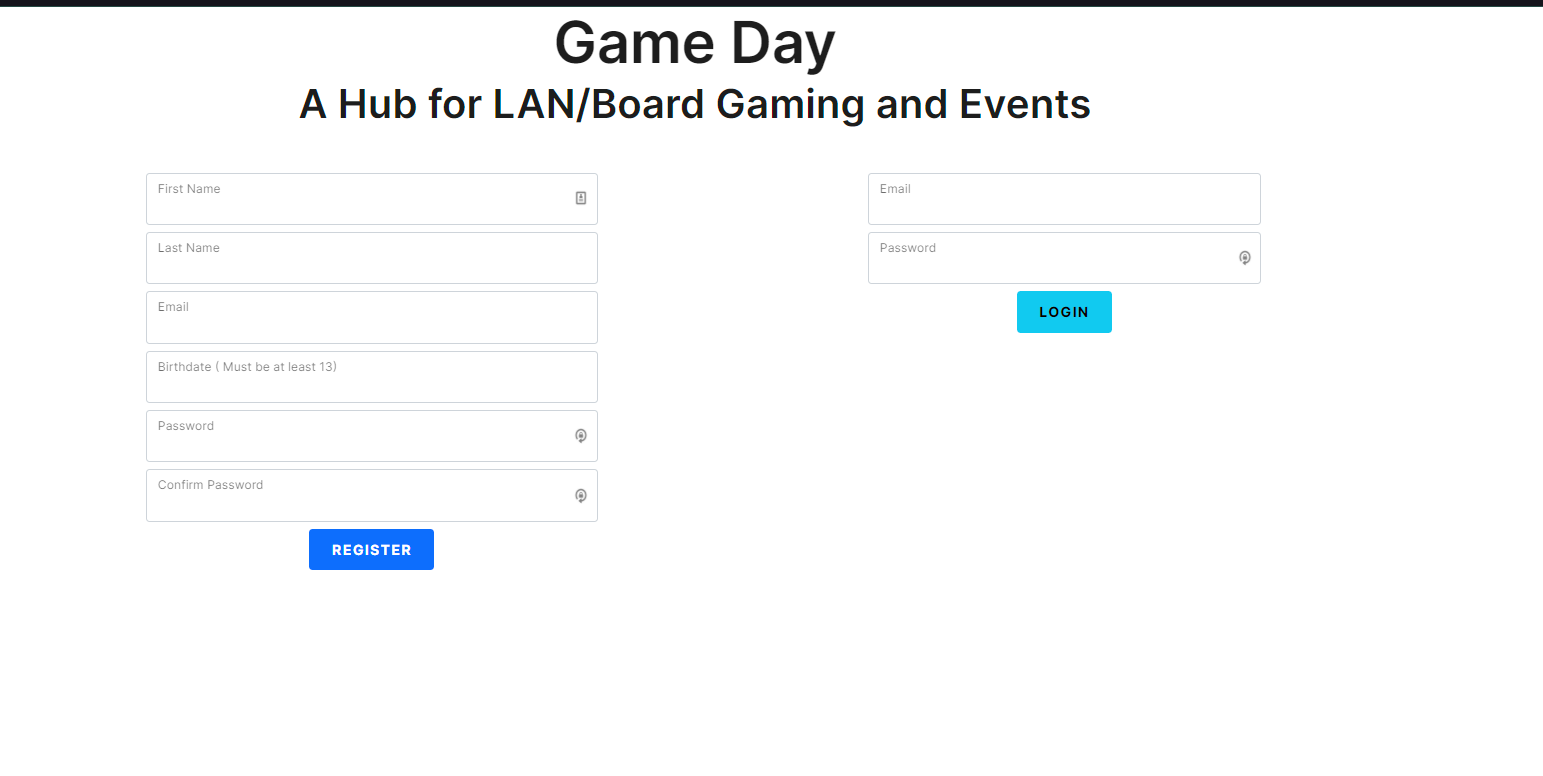 Game Day
A Hub for LAN/Board Gaming and Events
First Name
Last Name
Email
Birthdate ( Must be at least 13)
Password
Confirm Password
REGISTER
Email
Password
LOGIN